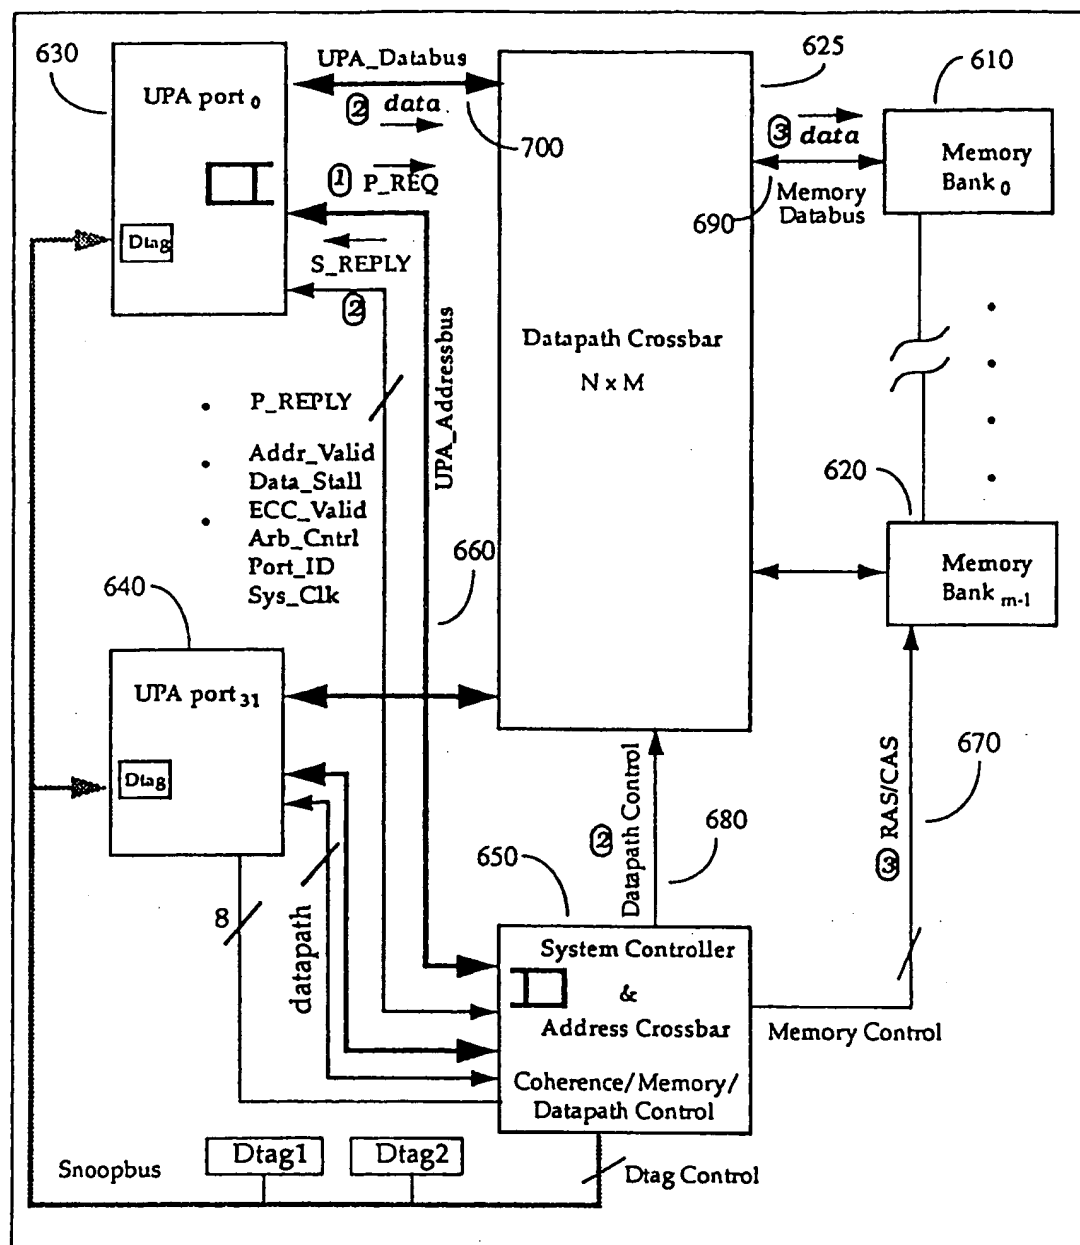 630
UPA port 0
UPA_Databus
② data
700
① P_REQ
S_REPLY
②
Dtag
UPA_Addressbus
Datapath Crossbar
N x M
625
③ data
Memory
Databus
690
610
Memory
Bank 0
620
Memory
Bank m-1
P_REPLY
Addr_Valid
Data_Stall
ECC_Valid
Arb_Cntrl
Port_ID
Sys_Clk
660
640
UPA port 31
Dtag
8
datapath
650
② Datapath Control
680
③ RAS/CAS
670
System Controller
&
Address Crossbar
Coherence/Memory/
Datapath Control
Memory Control
Snoopbus
Dtag1
Dtag2
Dtag Control